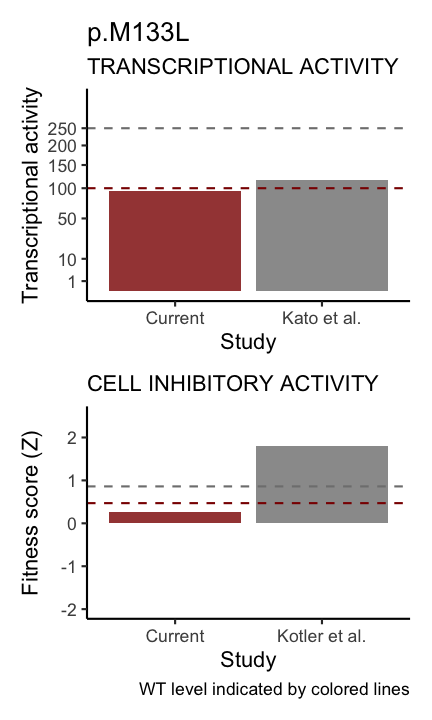 p.M133L
TRANSCRIPTIONAL ACTIVITY
Transcriptional activity
250
200
150
100
50
10
1
Current
Kato et al.
Study
CELL INHIBITORY ACTIVITY
Fitness score (Z)
2
1
0
-1
-2
Current
Kotler et al.
Study
WT level indicated by colored lines